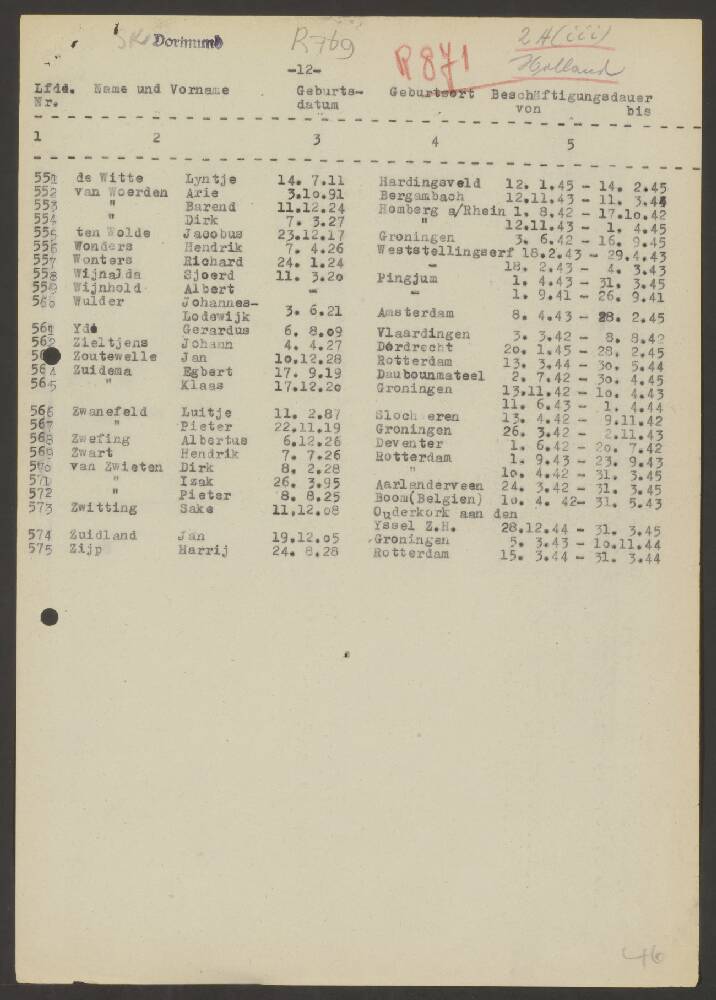 Dortmund R769 2A(iii)
R871 Holland
-12-
Lfde. Name und Vorname Geburts- Geburtsort Beschäftigungsdauer
Nr. datum von bis
1 2 3 4 5
551 de Witte Lyntje 14. 7.11 Hardingsveld 12. 1.45 - 14. 2.45
552 van Woerden Arie 3.10.91 Bergambach 12.11.43 - 11. 3.44
553 " Barend 11.12.24 Homberg a/Rhein 1. 8.42 - 17.10.42
554 " Dirk 7. 3.27 " 12.11.43 - 1. 4.45
555 ten Wolde Jacobus 23.12.17 Groningen 3. 6.42 - 16. 9.45
556 Wonders Hendrik 7. 4.26 Weststellingserf 18.2.43 - 29.4.43
557 Wonters Richard 24. 1.24 - 18. 2.43 - 4. 3.43
558 Wijnalda Sjoerd 11. 3.20 Pingjum 1. 4.43 - 31. 3.45
559 Wijnhold Albert - - 1. 9.41 - 26. 9.41
560 Wulder Johannes-
Lodewijk 3. 6.21 Amsterdam 8. 4.43 - 28. 2.45
561 Ydo Gerardus 6. 8.09 Vlaardingen 3. 3.42 - 8. 8.42
562 Zieltjens Johann 4. 4.27 Dordrecht 20. 1.45 - 28. 2.45
Zoutewelle Jan 10.12.28 Rotterdam 13. 3.44 - 30. 5.44
564 Zuidema Egbert 17. 9.19 Daubounmateel 2. 7.42 - 30. 4.45
565 " Klaas 17.12.20 Groningen 13.11.42 - 10. 4.43
11. 6.43 - 1. 4.44
566 Zwanefeld Luitje 11. 2.87 Sloch eren 13. 4.42 - 9.11.42
567 " Pieter 22.11.19 Groningen 26. 3.42 - 2.11.43
568 Zwefing Albertus 6.12.26 Deventer 1. 6.42 - 20. 7.42
569 Zwart Hendrik 7. 7.26 Rotterdam 1. 9.43 - 23. 9.43
570 van Zwieten Dirk 8. 2.28 " 10. 4.42 - 31. 3.45
571 " Izak 26. 3.95 Aarlanderveen 24. 3.42 - 31. 3.45
572 " Pieter 8. 8.25 Boom(Belgien) 10. 4. 42- 31. 5.43
573 Zwitting Sake 11.12.08 Ouderkork aan den
Yssel Z.H. 28.12.44 - 31. 3.45
574 Zuidland Jan 19.12.05 Groningen 5. 3.43 - 10.11.44
575 Zijp Harrij 24. 8.28 Rotterdam 15. 3.44 - 31. 3.44
46